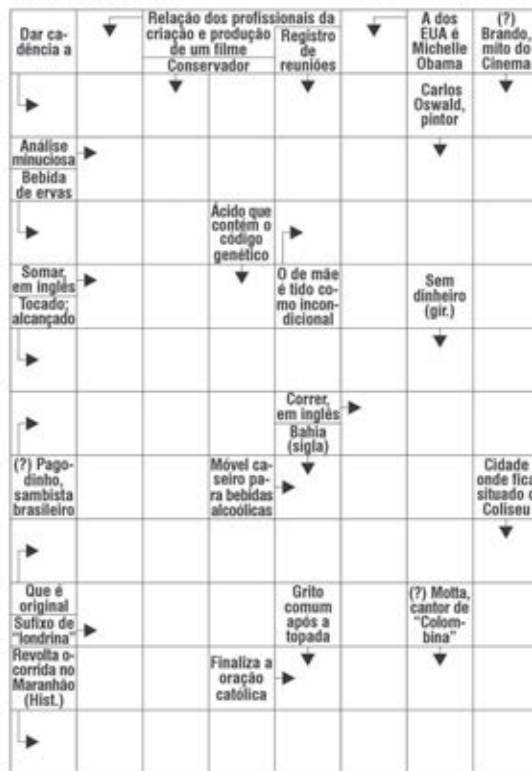 Dar ca-
dência a
Relação dos profissionais da
criação e produção
de um filme
Conservador
Registro
de
reuniões
A dos
EUA é
Michelle
Obama
(?)
Brando,
mito do
Cinema
Carlos
Oswald,
pintor
Análise
minuciosa
Bebida
de ervas
Ácido que
contém o
código
genético
Somar,
em inglês
Tocado;
alcançado
O de mãe
é tido co-
mo incon-
dicional
Sem
dinheiro
(gír.)
Correr,
em inglês
Bahia
(sigla)
(?) Pago-
dinho,
sambista
brasileiro
Móvel ca-
seiro pa-
ra bebidas
alcoólicas
Cidade
onde fica
situado o
Coliseu
Que é
original
Sufixo de
"londrina"
Grito
comum
após a
topada
(?) Motta,
cantor de
"Colom-
bina"
Revolta o-
corrida no
Maranhão
(Hist.)
Finaliza a
oração
católica